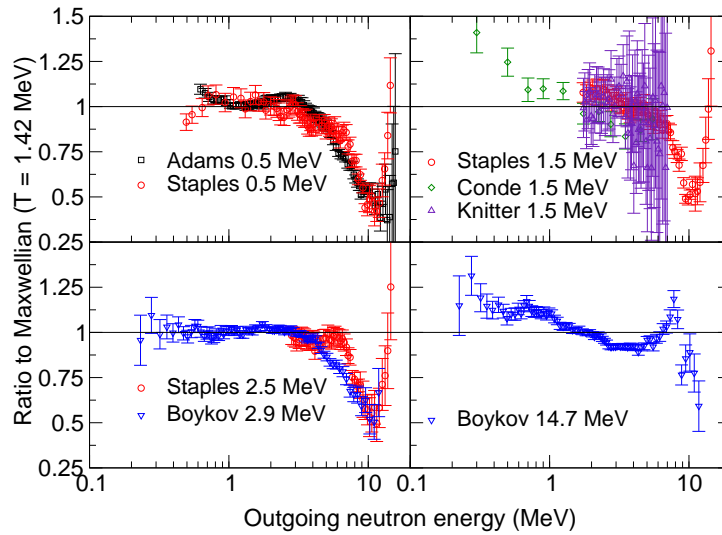 1.5
1.25
1
0.75
0.5
0.25
Adams 0.5 MeV
Staples 0.5 MeV
Staples 1.5 MeV
Conde 1.5 MeV
Knitter 1.5 MeV
1.25
1
0.75
0.5
0.25
Staples 2.5 MeV
Boykov 2.9 MeV
Boykov 14.7 MeV
0.1 1 10 0.1 1 10
Ratio to Maxwellian (T = 1.42 MeV)
Outgoing neutron energy (MeV)